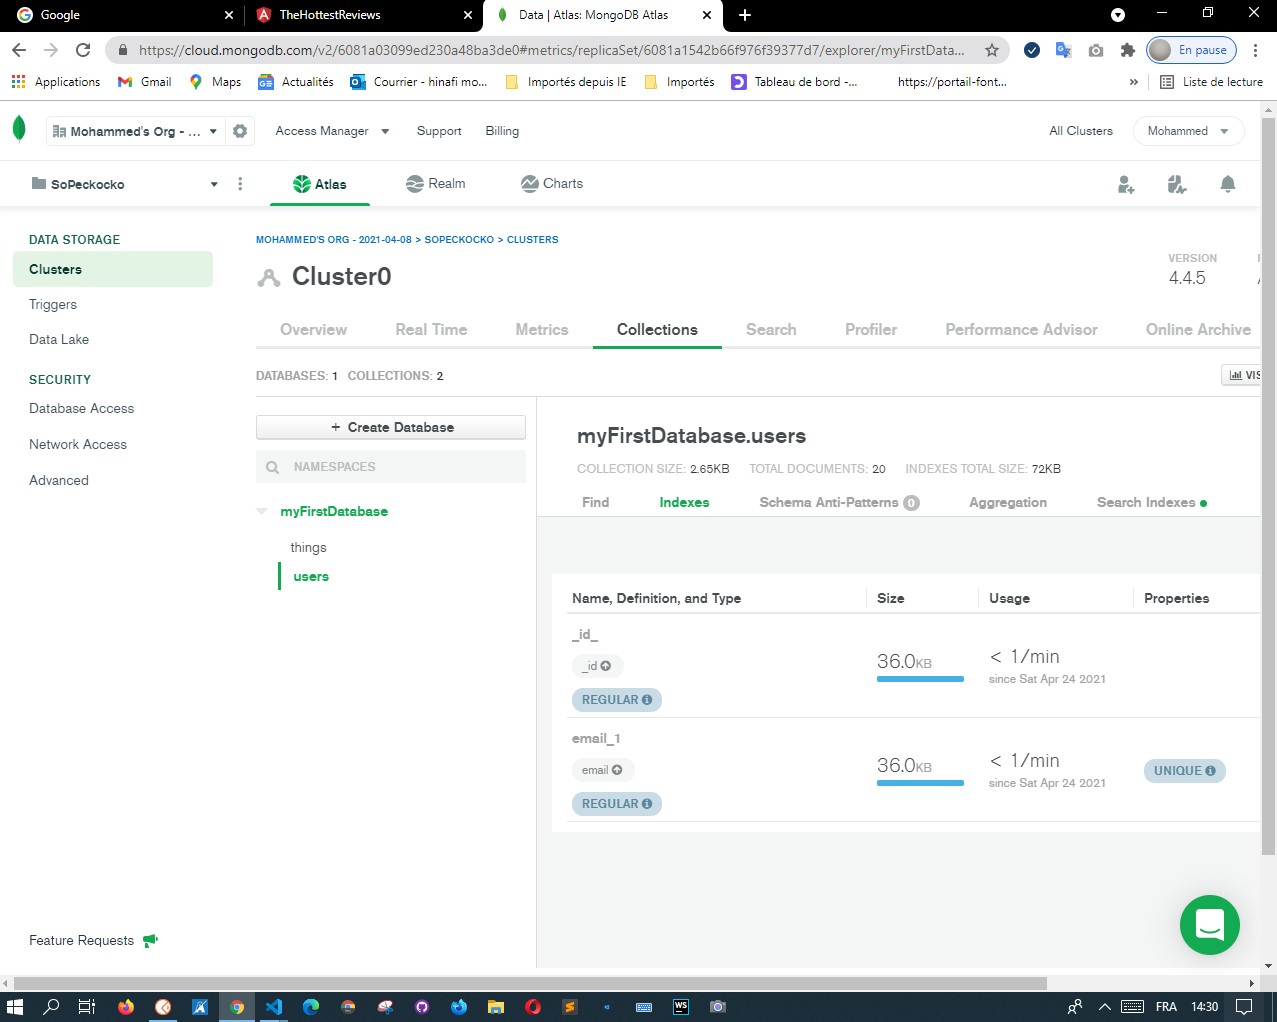 Google
TheHottestReviews
Data | Atlas: MongoDB Atlas
https://cloud.mongodb.com/v2/6081a03099ed230a48ba3de0#metrics/replicaSet/6081a1542b66f976f39377d7/explorer/myFirstData...
En pause
Applications
Gmail
Maps
Actualités
Courrier - hinafi mo...
Importés depuis IE
Importés
Tableau de bord -...
https://portail-font...
»
Liste de lecture
Mohammed's Org - ...
Access Manager
Support
Billing
All Clusters
Mohammed
SoPeckocko
Atlas
Realm
Charts
DATA STORAGE
Clusters
Triggers
Data Lake
SECURITY
Database Access
Network Access
Advanced
Feature Requests
MOHAMMED'S ORG - 2021-04-08 > SOPECKOCKO > CLUSTERS
Cluster0
VERSION
4.4.5
Overview
Real Time
Metrics
Collections
Search
Profiler
Performance Advisor
Online Archive
DATABASES: 1 COLLECTIONS: 2
VIS
+ Create Database
NAMESPACES
myFirstDatabase
things
users
myFirstDatabase.users
COLLECTION SIZE: 2.65KB TOTAL DOCUMENTS: 20 INDEXES TOTAL SIZE: 72KB
Find
Indexes
Schema Anti-Patterns 0
Aggregation
Search Indexes
Name, Definition, and Type
Size
Usage
Properties
_id_
_id
REGULAR
36.0KB
< 1/min
since Sat Apr 24 2021
email_1
email
REGULAR
36.0KB
< 1/min
since Sat Apr 24 2021
UNIQUE
WS
FRA
14:30